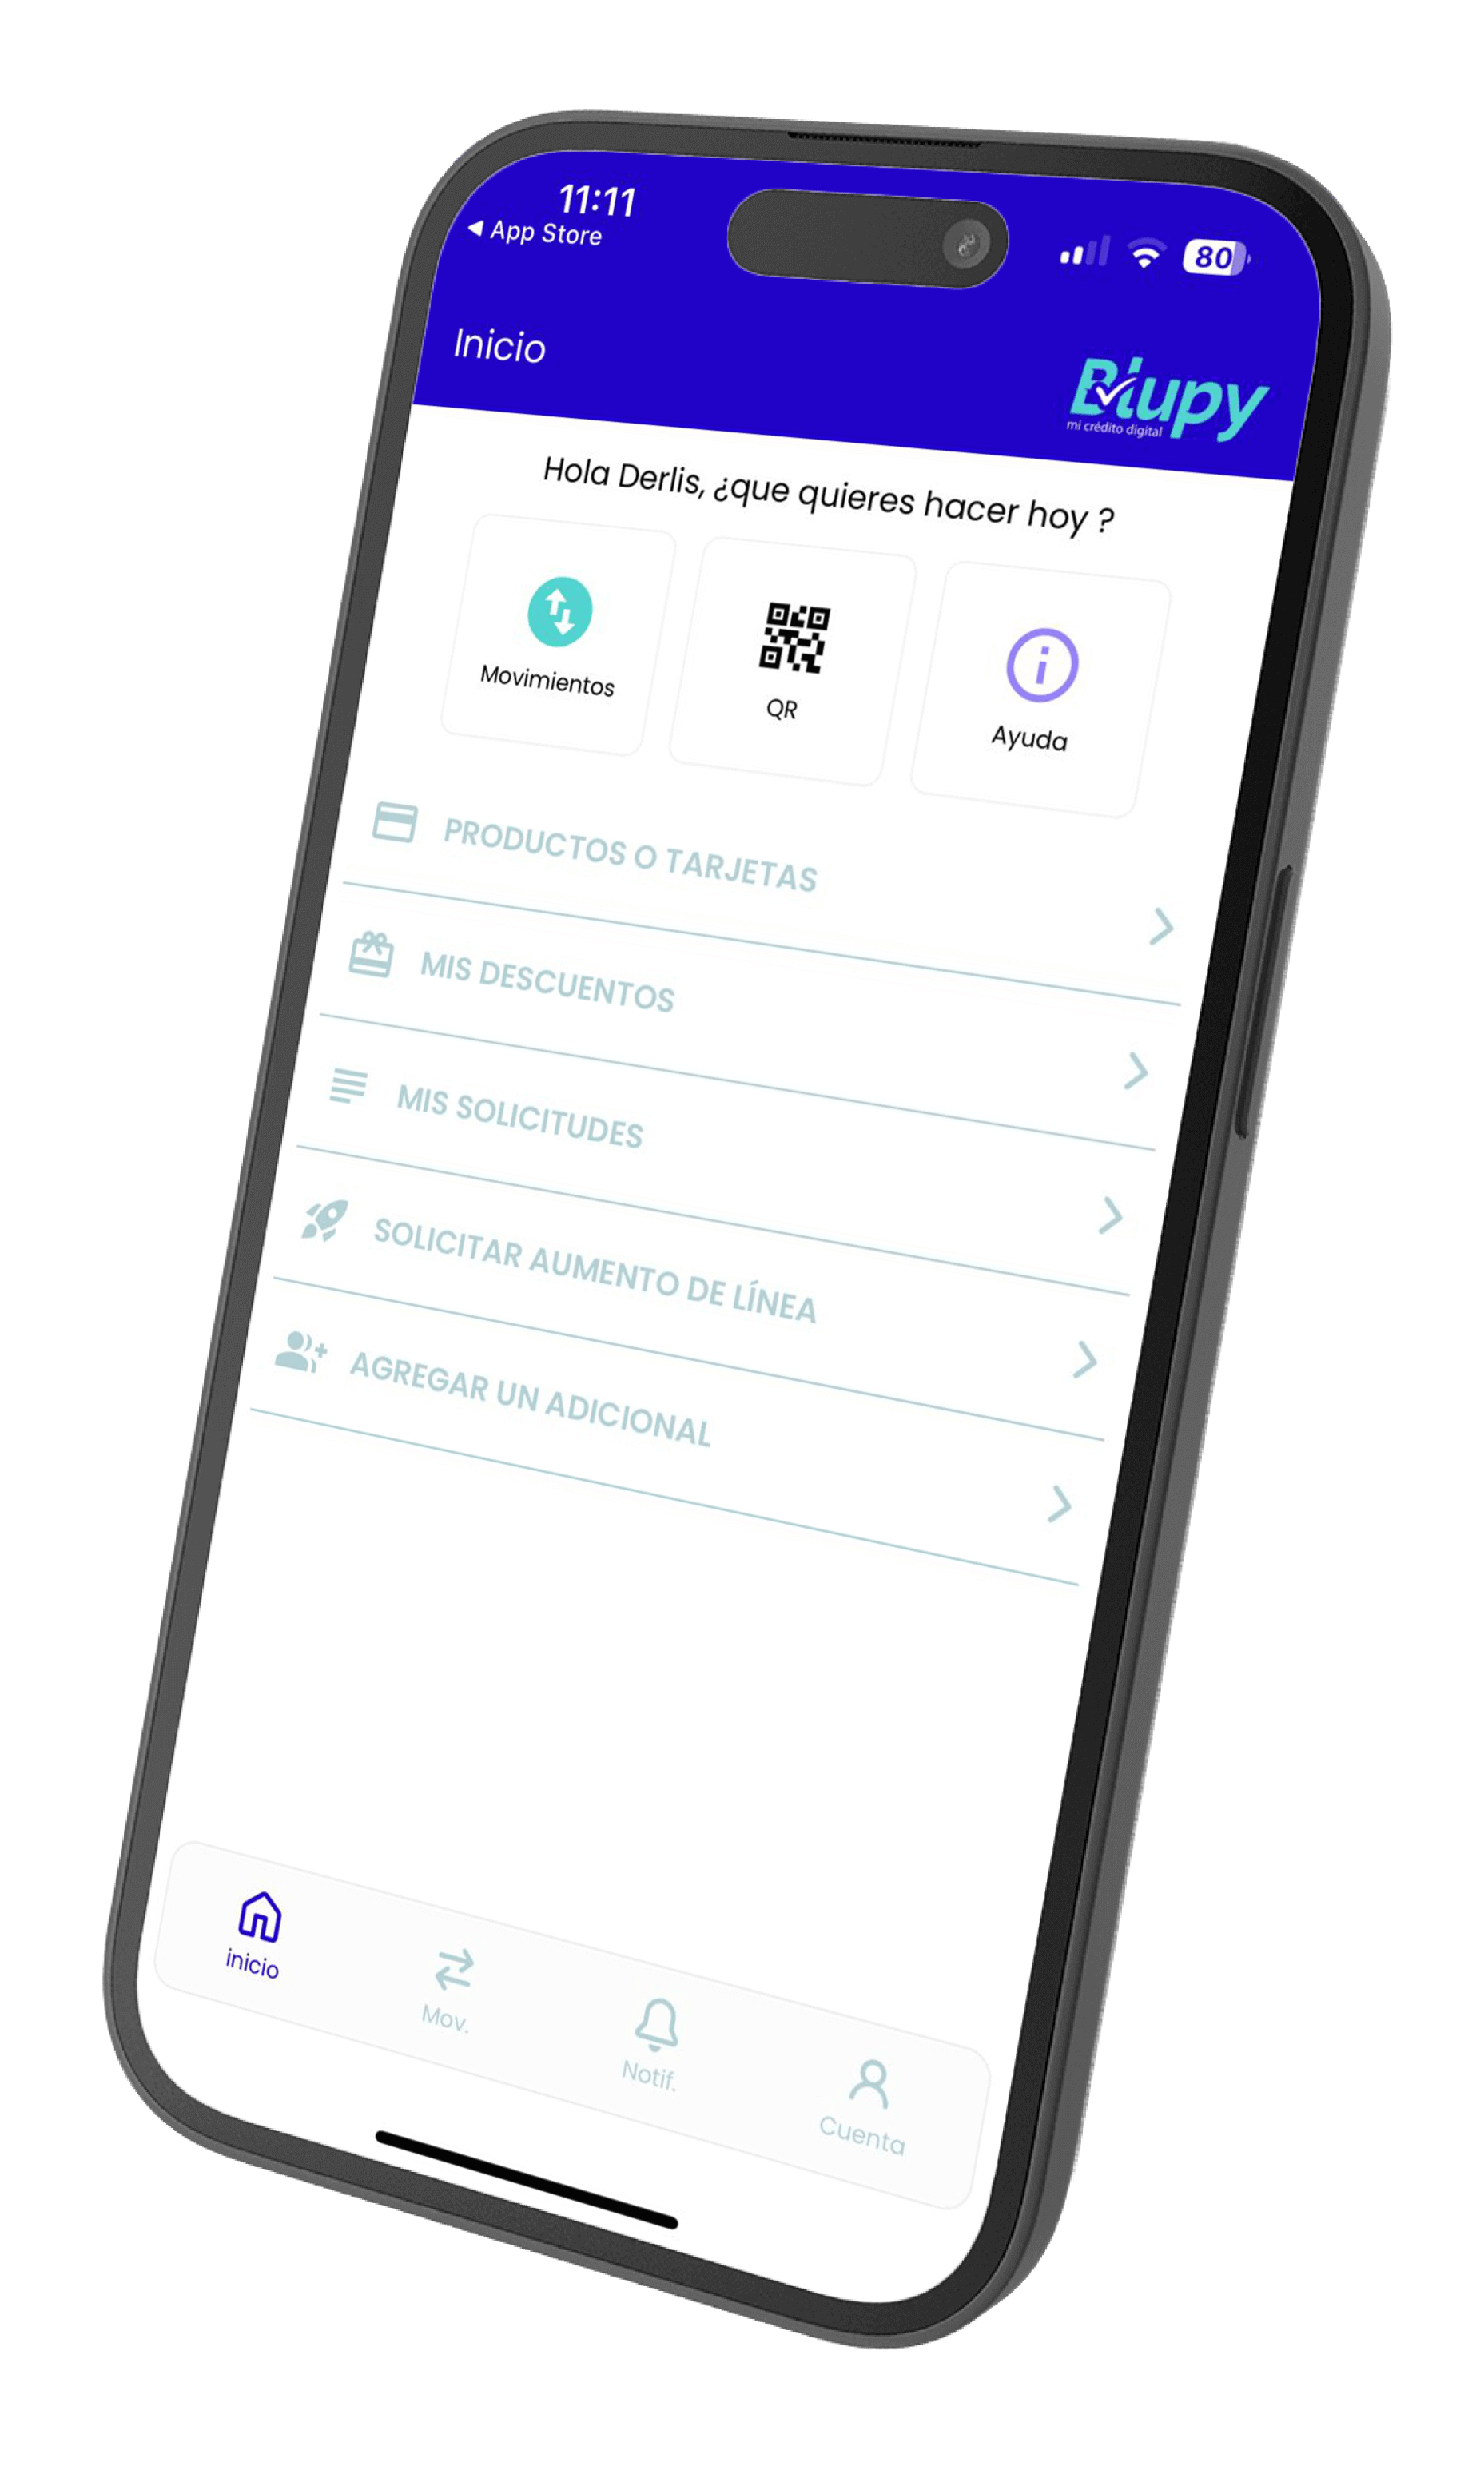 11:11
App Store
80
Inicio
Biupy
mi crédito digital
Hola Derlis, ¿que quieres hacer hoy ?
Movimientos
QR
Ayuda
PRODUCTOS O TARJETAS
MIS DESCUENTOS
MIS SOLICITUDES
SOLICITAR AUMENTO DE LÍNEA
AGREGAR UN ADICIONAL
inicio
Mov.
Notif.
Cuenta